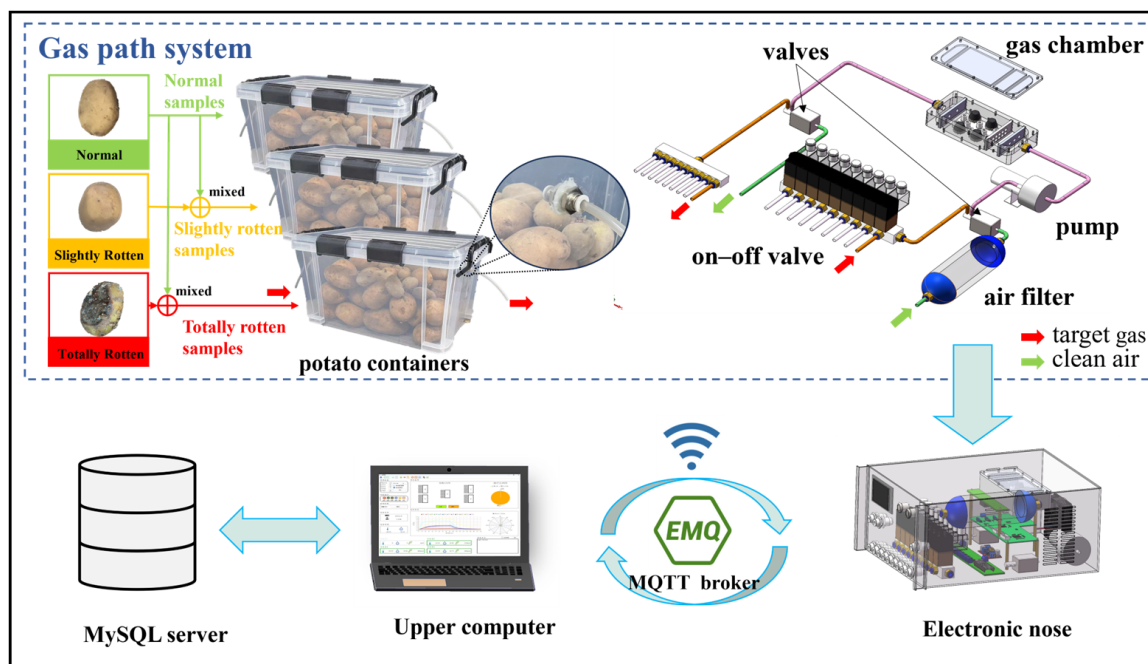 Gas path system
Normal
samples
Normal
mixed
Slightly Rotten
Slightly rotten
samples
mixed
Totally Rotten
Totally rotten
samples
potato containers
valves
gas chamber
on–off valve
pump
air filter
target gas
clean air
EMQ
MQTT broker
MySQL server
Upper computer
Electronic nose